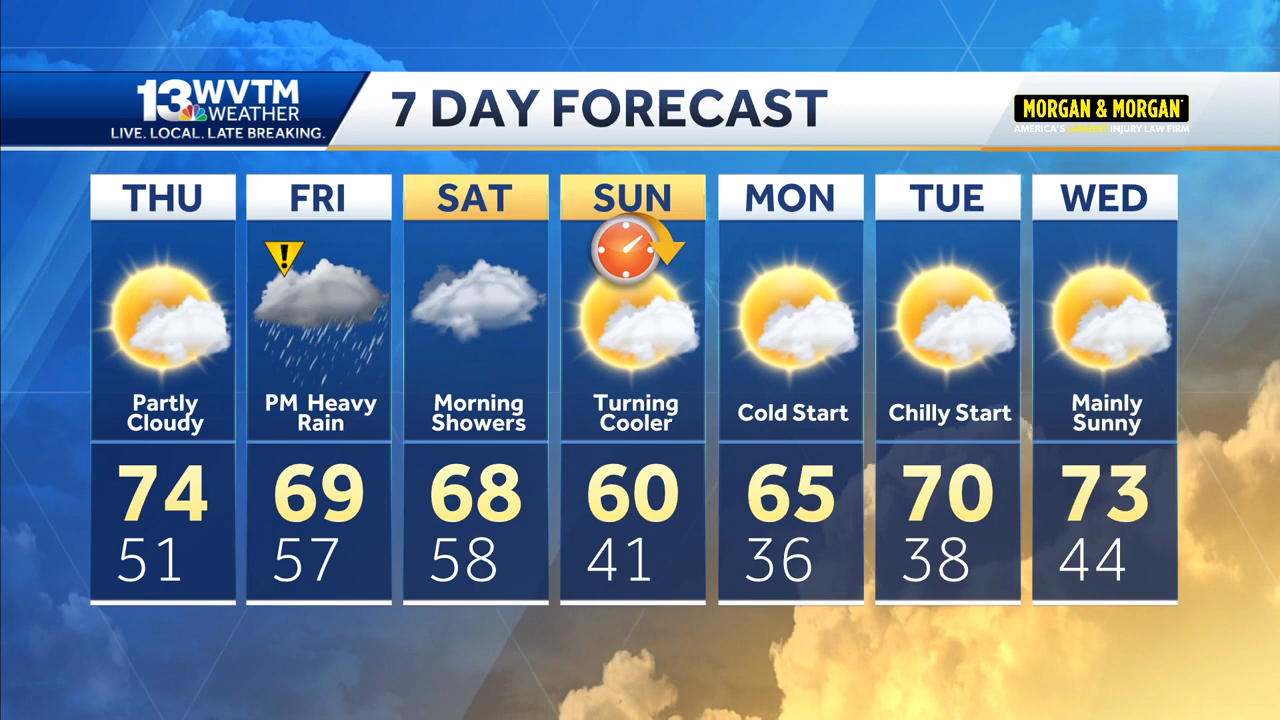 13 WVTM
WEATHER
LIVE. LOCAL. LATE BREAKING.
7 DAY FORECAST
MORGAN & MORGAN
AMERICA'S LARGEST INJURY LAW FIRM
THU
FRI
SAT
SUN
MON
TUE
WED
!
Partly
Cloudy
PM Heavy
Rain
Morning
Showers
Turning
Cooler
Cold Start
Chilly Start
Mainly
Sunny
74
69
68
60
65
70
73
51
57
58
41
36
38
44